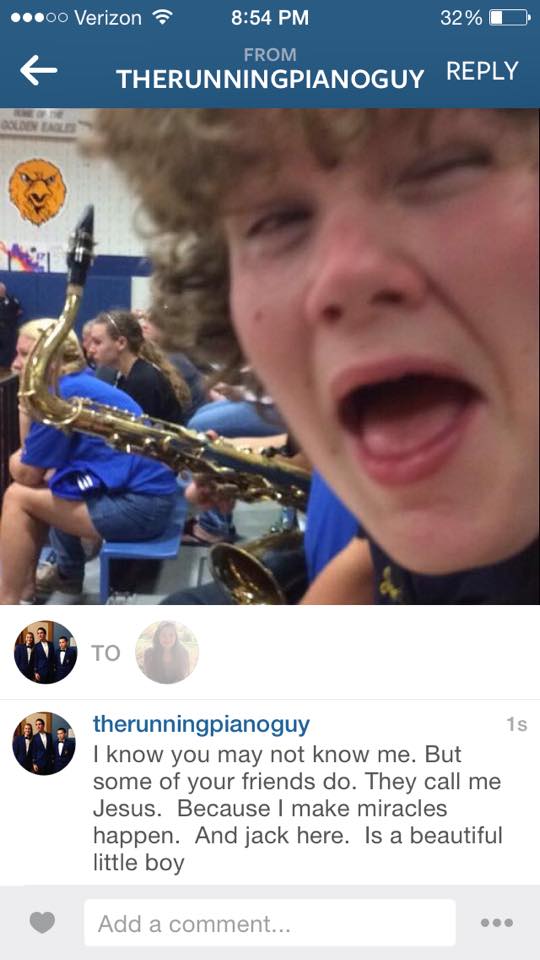 Verizon 8:54 PM 32%
FROM
THERUNNINGPIANOGUY REPLY
HOME OF THE
GOLDEN EAGLES
TO
therunningpianoguy 1s
I know you may not know me. But
some of your friends do. They call me
Jesus. Because I make miracles
happen. And jack here. Is a beautiful
little boy
Add a comment...